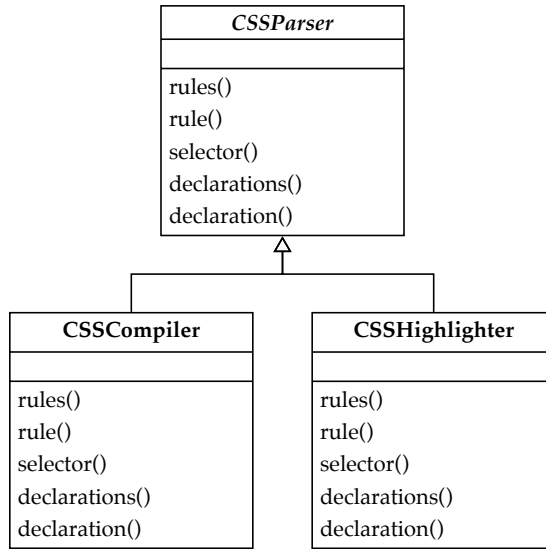 CSSParser
rules()
rule()
selector()
declarations()
declaration()
CSSCompiler
rules()
rule()
selector()
declarations()
declaration()
CSSHighlighter
rules()
rule()
selector()
declarations()
declaration()